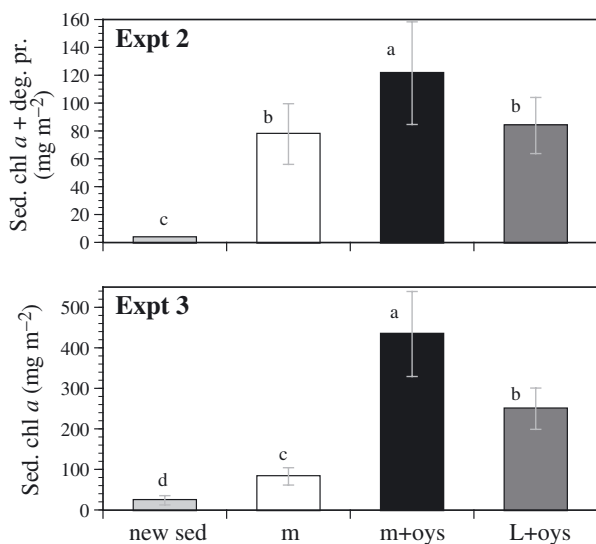 Expt 2
Sed. chl a + deg. pr.
(mg m−2)
160
140
120
100
80
60
40
20
0
c
b
a
b
Expt 3
Sed. chl a (mg m−2)
500
400
300
200
100
0
d
c
a
b
new sed m m+oys L+oys